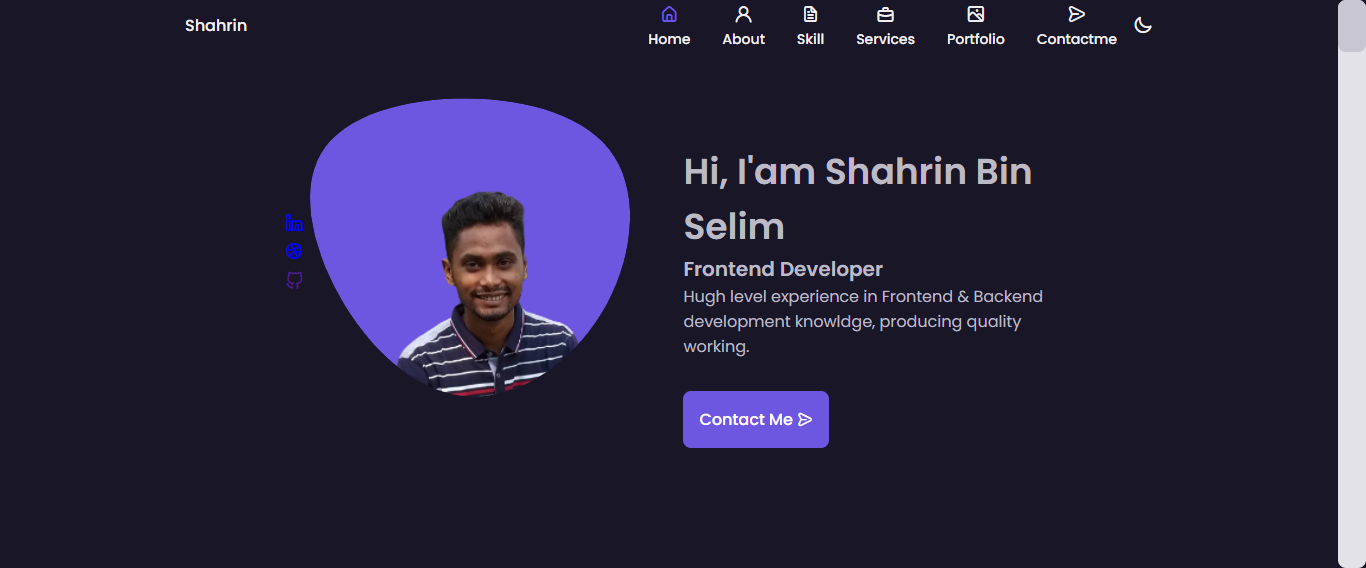 Shahrin
Home About Skill Services Portfolio Contactme
Hi, I'am Shahrin Bin
Selim
Frontend Developer
Hugh level experience in Frontend & Backend
development knowldge, producing quality
working.
Contact Me